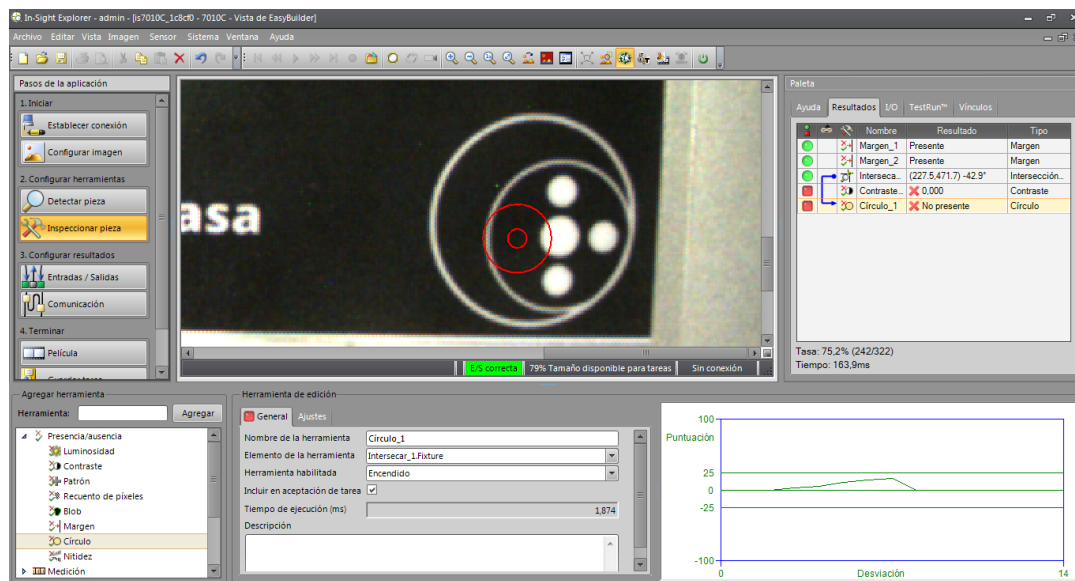 In-Sight Explorer - admin - [is7010C_1c8cf0 - 7010C - Vista de EasyBuilder]
Archivo Editar Vista Imagen Sensor Sistema Ventana Ayuda
Pasos de la aplicación
1. Iniciar
Establecer conexión
Configurar imagen
2. Configurar herramientas
Detectar pieza
Inspeccionar pieza
3. Configurar resultados
Entradas / Salidas
Comunicación
4. Terminar
Película
asa
E/S correcta 79% Tamaño disponible para tareas Sin conexión
Paleta
Ayuda Resultados I/O TestRun™ Vínculos
Nombre Resultado Tipo
Margen_1 Presente Margen
Margen_2 Presente Margen
Interseca... (227.5,471.7) -42.9° Intersección...
Contraste... 0,000 Contraste
Círculo_1 No presente Círculo
Tasa: 75,2% (242/322)
Tiempo: 163,9ms
Agregar herramienta
Herramienta: Agregar
Presencia/ausencia
Luminosidad
Contraste
Patrón
Recuento de píxeles
Blob
Margen
Círculo
Nitidez
Medición
Herramienta de edición
General Ajustes
Nombre de la herramienta Círculo_1
Elemento de la herramienta Intersecar_1.Fixture
Herramienta habilitada Encendido
Incluir en aceptación de tarea
Tiempo de ejecución (ms) 1,874
Descripción
100
Puntuación
25
0
-25
-100
0 Desviación 14